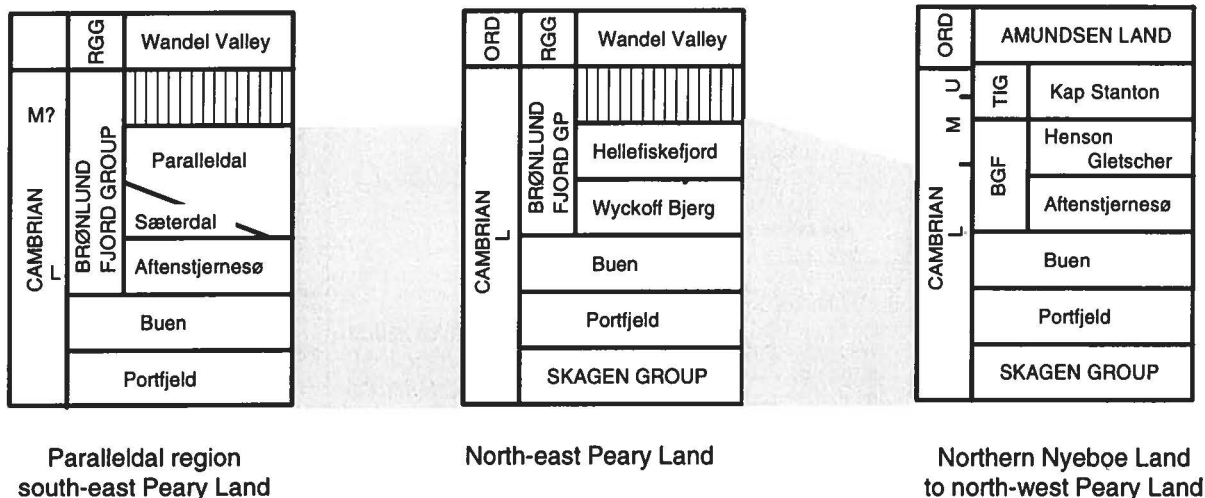 RGG
Wandel Valley
CAMBRIAN
M?
L
BRØNLUND
FJORD GROUP
Paralleldal
Sæterdal
Aftenstjernesø
Buen
Portfjeld
Paralleldal region
south-east Peary Land
ORD
RGG
Wandel Valley
CAMBRIAN
L
BRØNLUND
FJORD GP
Hellefiskefjord
Wyckoff Bjerg
Buen
Portfjeld
SKAGEN GROUP
North-east Peary Land
ORD
AMUNDSEN LAND
CAMBRIAN
U
M
L
TIG
Kap Stanton
BGF
Henson
Gletscher
Aftenstjernesø
Buen
Portfjeld
SKAGEN GROUP
Northern Nyeboe Land
to north-west Peary Land